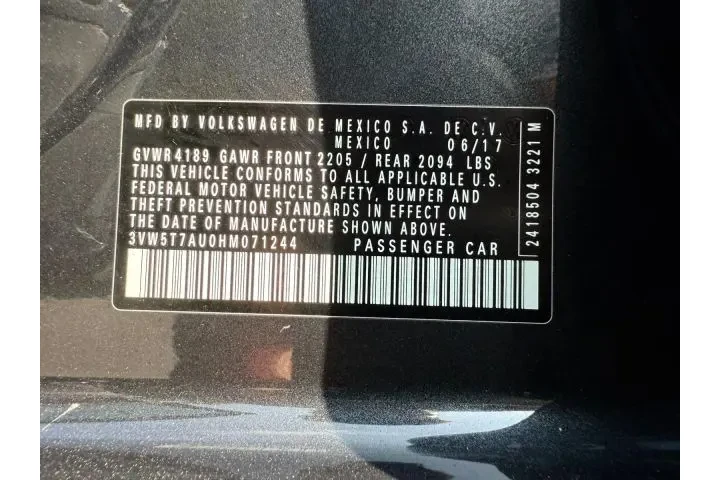 MFD BY VOLKSWAGEN DE MEXICO S.A. DE C.V.
MEXICO 06/17
GVWR 4189 GAWR FRONT 2205 / REAR 2094 LBS
THIS VEHICLE CONFORMS TO ALL APPLICABLE U.S.
FEDERAL MOTOR VEHICLE SAFETY, BUMPER AND
THEFT PREVENTION STANDARDS IN EFFECT ON
THE DATE OF MANUFACTURE SHOWN ABOVE.
3VW5T7AU0HM071244 PASSENGER CAR
2418504 3221 M